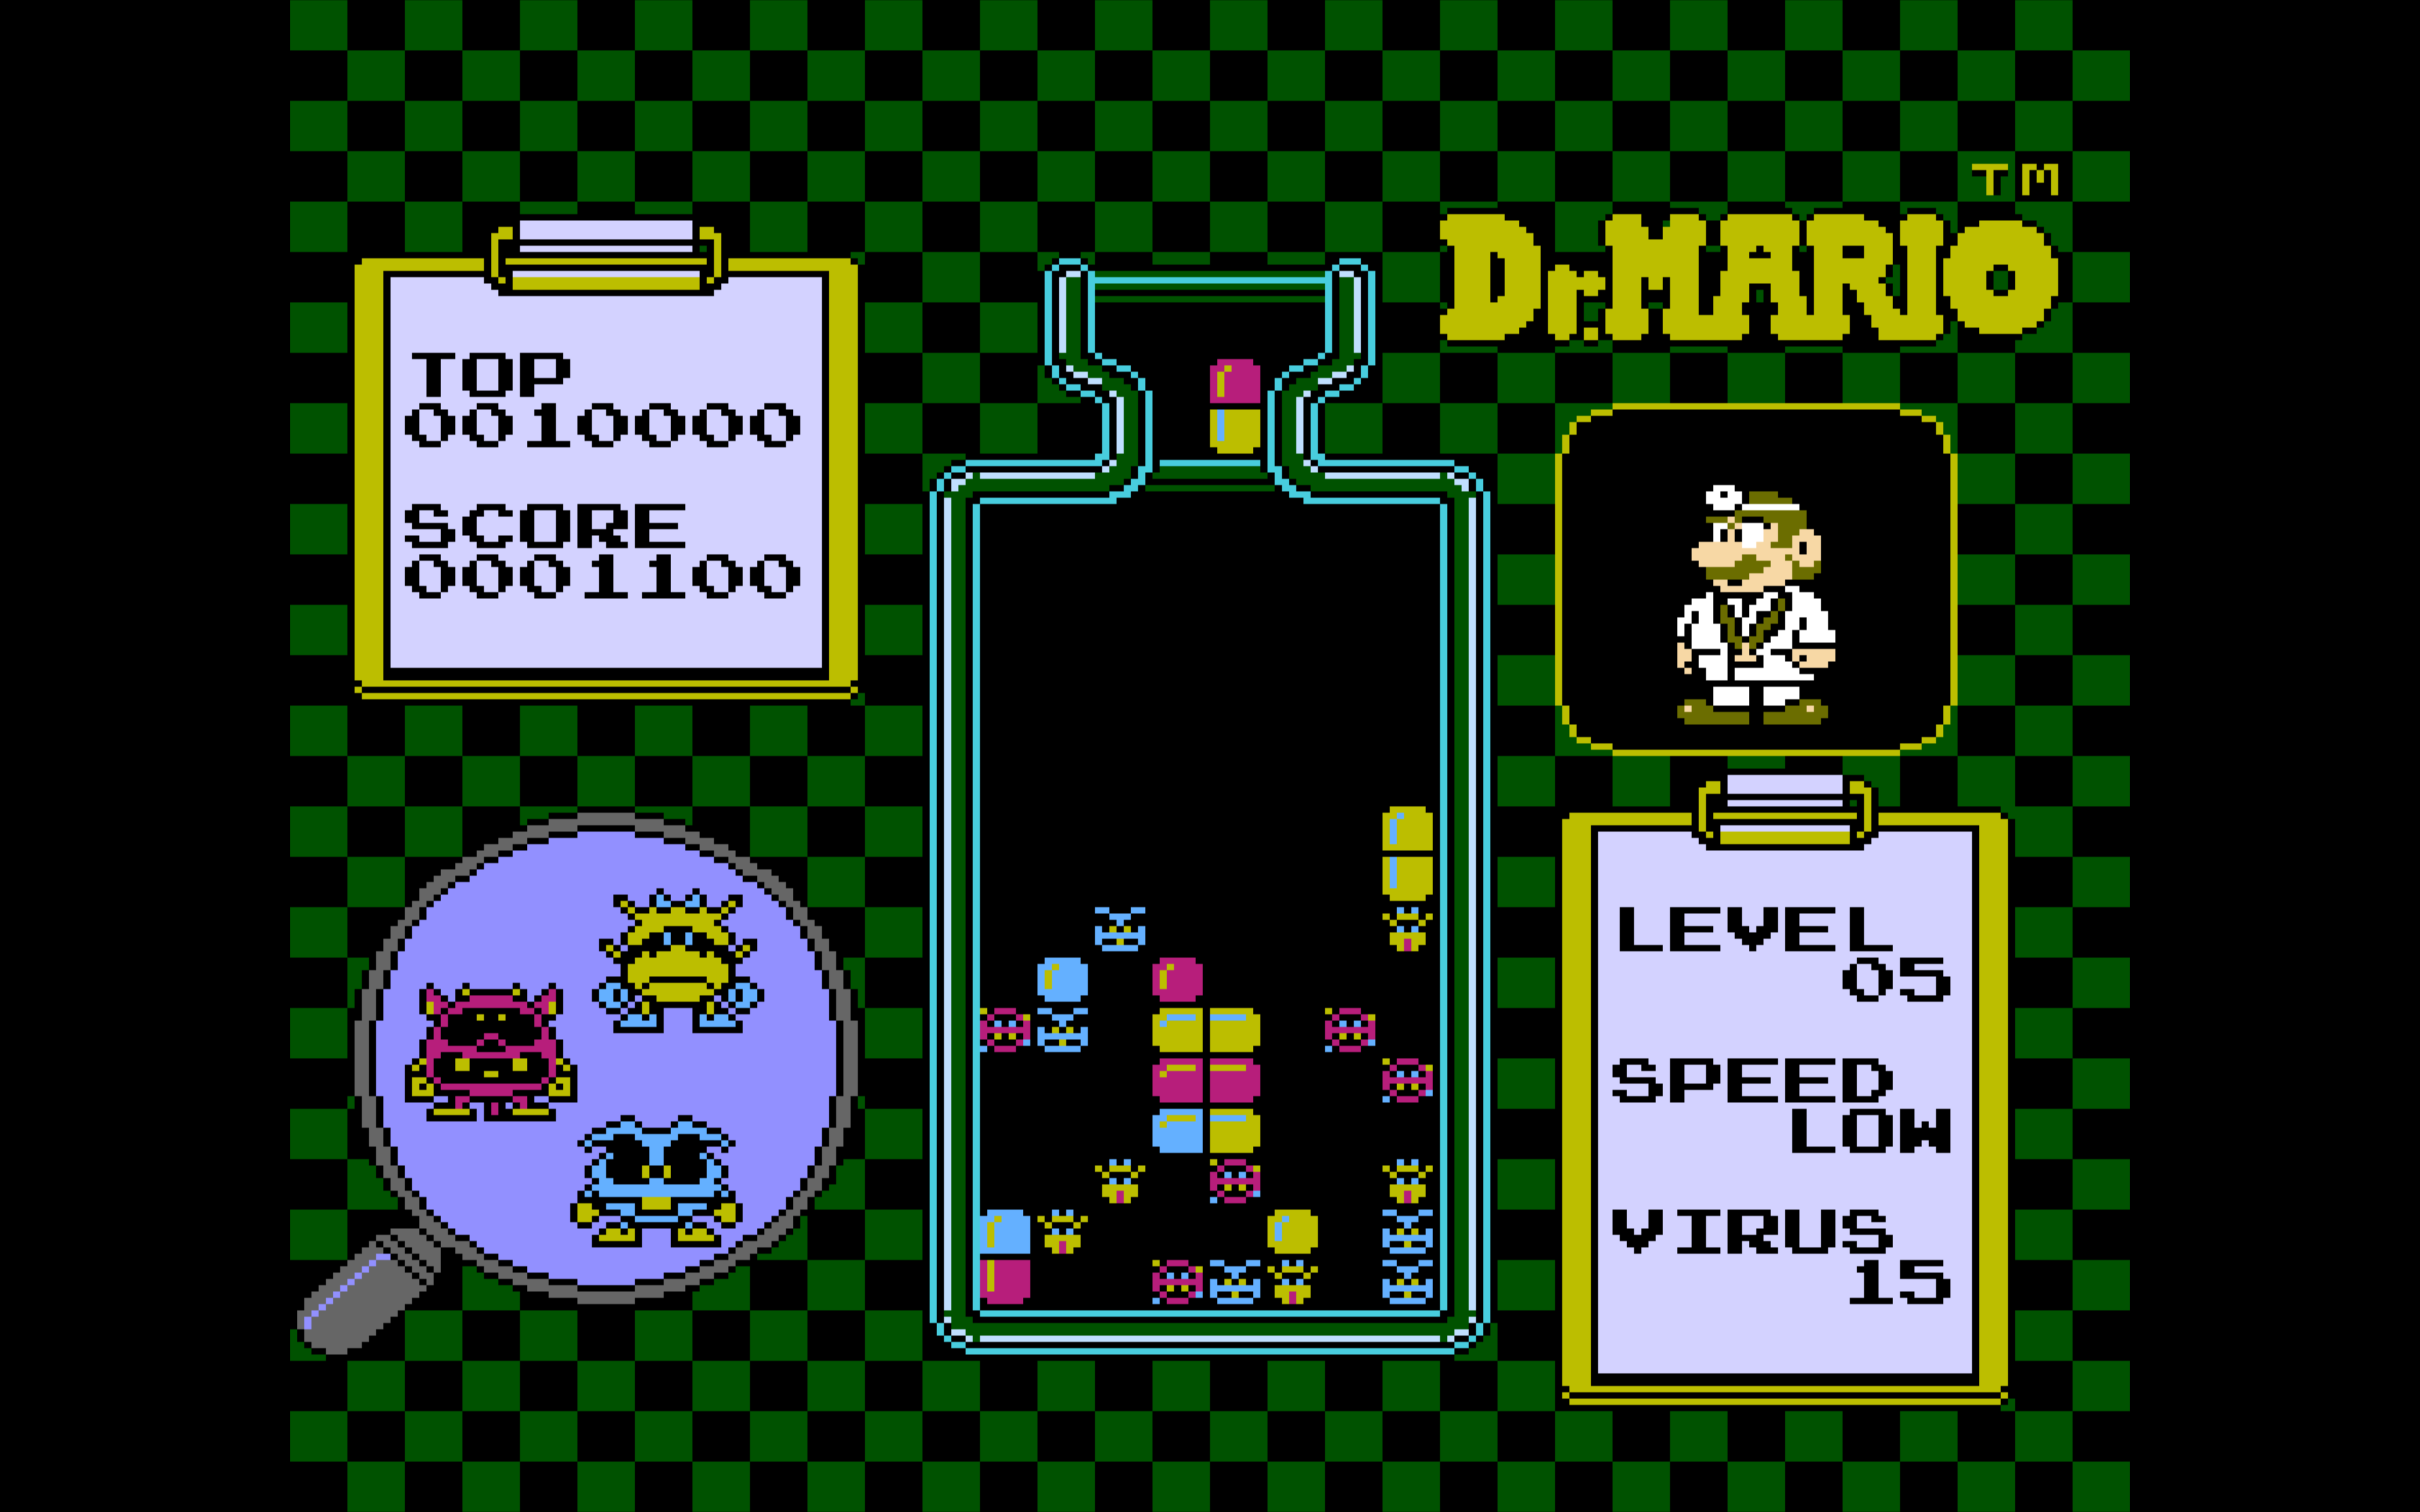 TM
Dr. MARIO
TOP
0010000
SCORE
0001100
LEVEL
05
SPEED
LOW
VIRUS
15